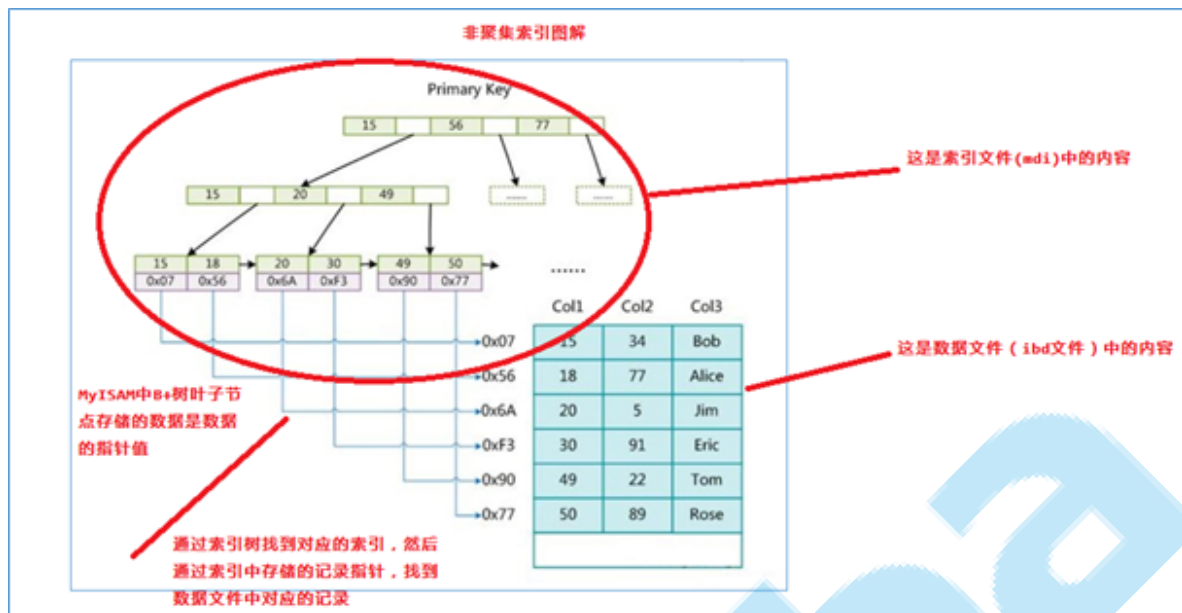 非聚集索引图解
Primary Key
15 56 77
这是索引文件(mdi)中的内容
15 20 49 ...... ......
15 18 20 30 49 50
0x07 0x56 0x6A 0xF3 0x90 0x77
......
Col1 Col2 Col3
0x07 15 34 Bob
这是数据文件（ibd文件）中的内容
0x56 18 77 Alice
0x6A 20 5 Jim
0xF3 30 91 Eric
0x90 49 22 Tom
0x77 50 89 Rose
MyISAM中B+树叶子节
点存储的数据是数据
的指针值
通过索引树找到对应的索引，然后
通过索引中存储的记录指针，找到
数据文件中对应的记录